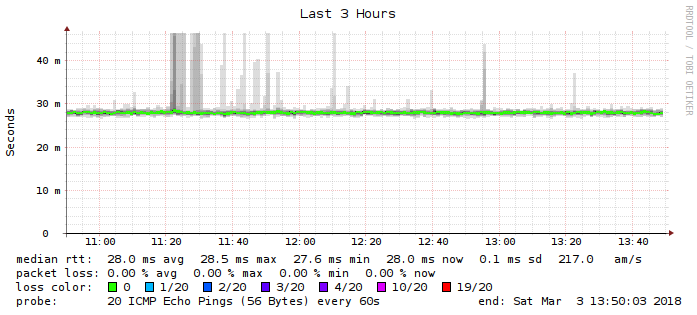 Last 3 Hours
RRDTOOL / TOBI OETIKER
Seconds
40 m
30 m
20 m
10 m
0
11:00 11:20 11:40 12:00 12:20 12:40 13:00 13:20 13:40
median rtt: 28.0 ms avg 28.5 ms max 27.6 ms min 28.0 ms now 0.1 ms sd 217.0 am/s
packet loss: 0.00 % avg 0.00 % max 0.00 % min 0.00 % now
loss color: 0 1/20 2/20 3/20 4/20 10/20 19/20
probe: 20 ICMP Echo Pings (56 Bytes) every 60s end: Sat Mar 3 13:50:03 2018